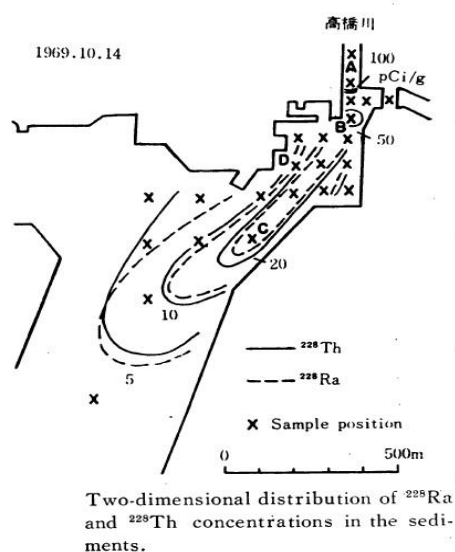 高橋川
1969.10.14
100
pCi/g
A
B
50
D
C
20
10
5
²²⁸Th
²²⁸Ra
X Sample position
0
500m
Two-dimensional distribution of ²²⁸Ra
and ²²⁸Th concentrations in the sedi-
ments.